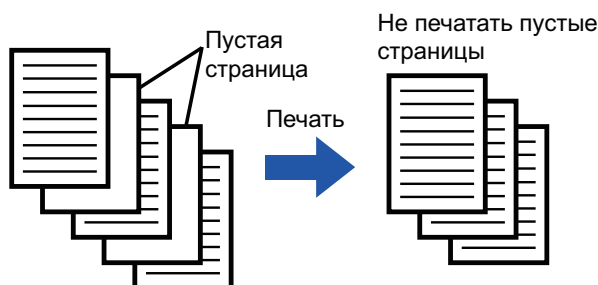 Не печатать пустые
страницы
Пустая
страница
Печать